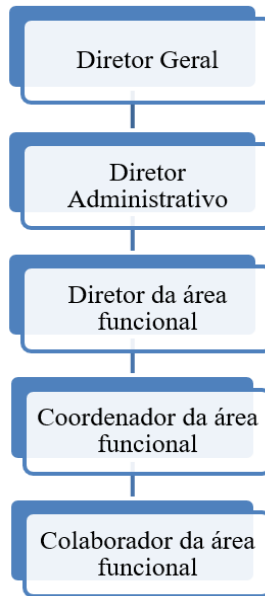 Diretor Geral
Diretor
Administrativo
Diretor da área
funcional
Coordenador da área
funcional
Colaborador da área
funcional